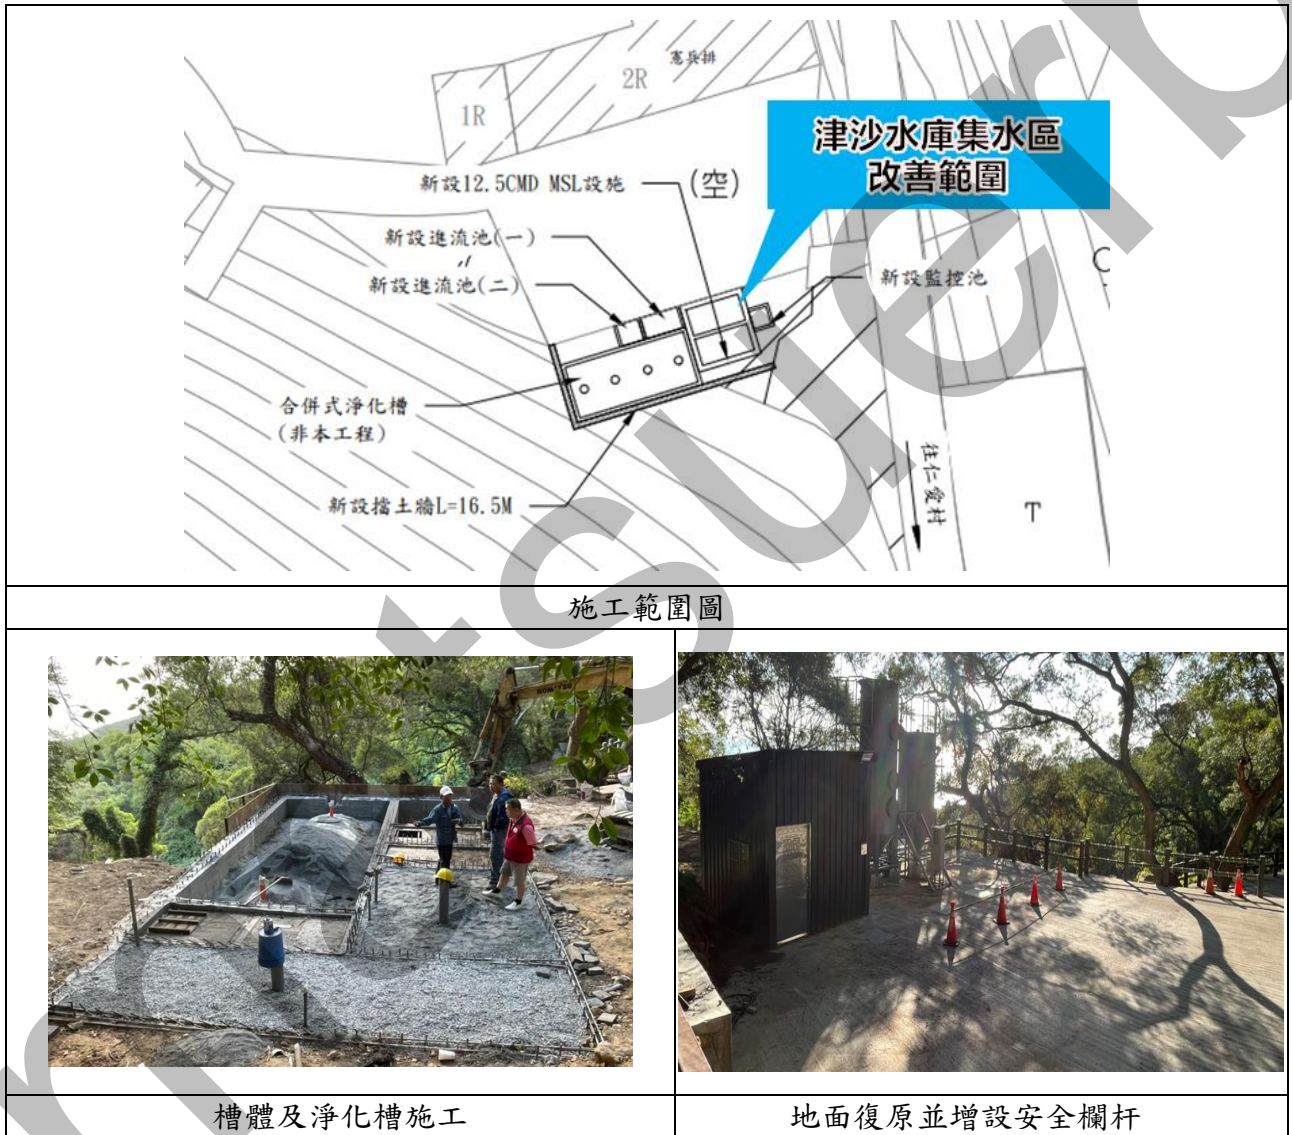 憲兵排
2R
1R
津沙水庫集水區
改善範圍
新設12.5CMD MSL設施
(空)
新設進流池(一)
新設進流池(二)
新設監控池
合併式淨化槽
(非本工程)
往仁愛村
新設擋土牆L=16.5M
T
施工範圍圖
槽體及淨化槽施工
地面復原並增設安全欄杆